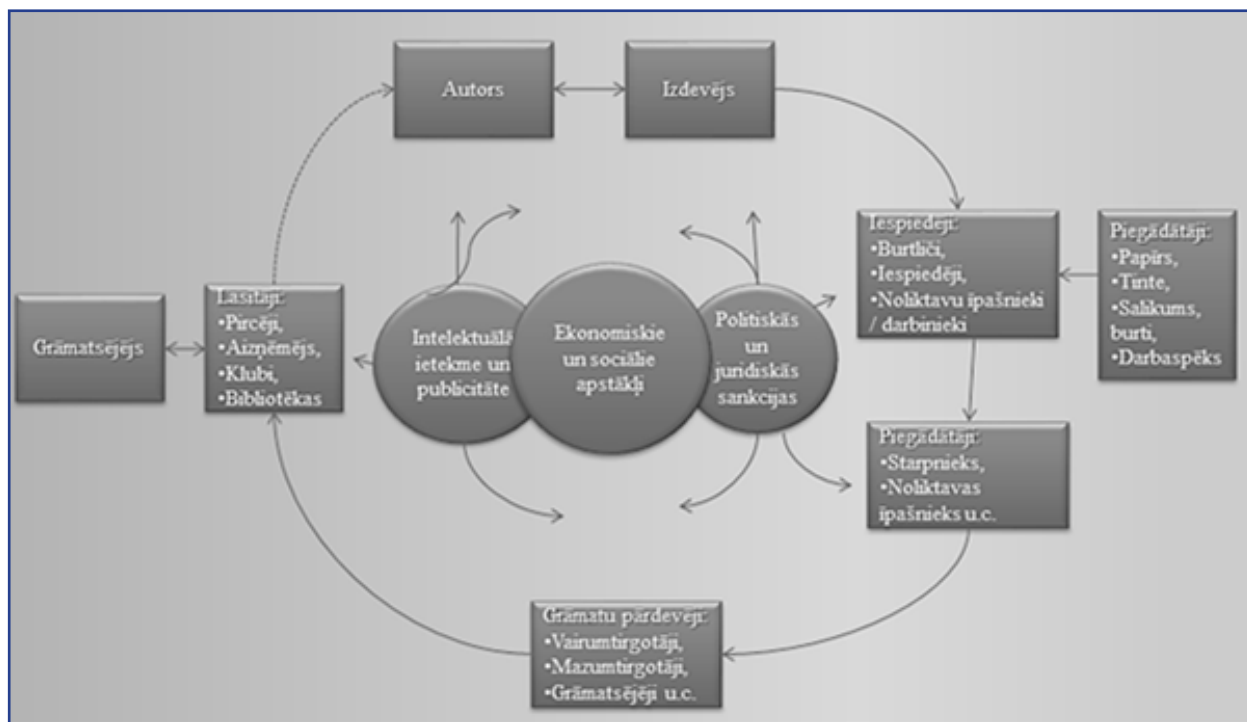 Autors
Izdevējs
Iespiedēji:
•Burtliči,
•Iespiedēji,
•Noliktavu īpašnieki
/ darbinieki
Piegādātāji:
•Papīrs,
•Tinte,
•Salikums,
burti,
•Darbaspēks
Grāmatsējējs
Lasītāji:
•Pircēji,
•Aizņēmējs,
•Klubi,
•Bibliotēkas
Intelektuālā
ietekme un
publicitāte
Ekonomiskie
un sociālie
apstākļi
Politiskās
un
juridiskās
sankcijas
Piegādātāji:
•Starpnieks,
•Noliktavas
īpašnieks u.c.
Grāmatu pārdevēji:
•Vairumtirgotāji,
•Mazumtirgotāji,
•Grāmatsējēji u.c.